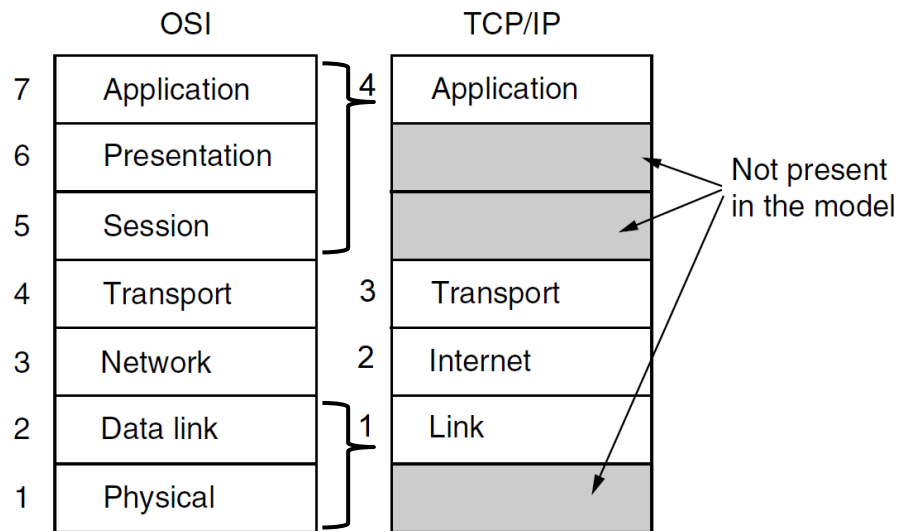 OSI TCP/IP
7 Application 4 Application
6 Presentation
5 Session
4 Transport 3 Transport
3 Network 2 Internet
2 Data link 1 Link
1 Physical
Not present
in the model